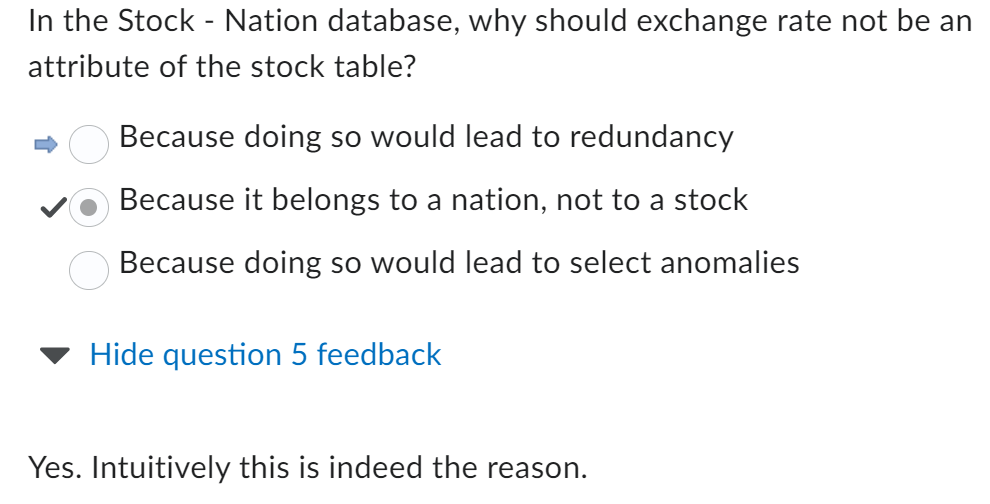 In the Stock - Nation database, why should exchange rate not be an
attribute of the stock table?
Because doing so would lead to redundancy
Because it belongs to a nation, not to a stock
Because doing so would lead to select anomalies
Hide question 5 feedback
Yes. Intuitively this is indeed the reason.